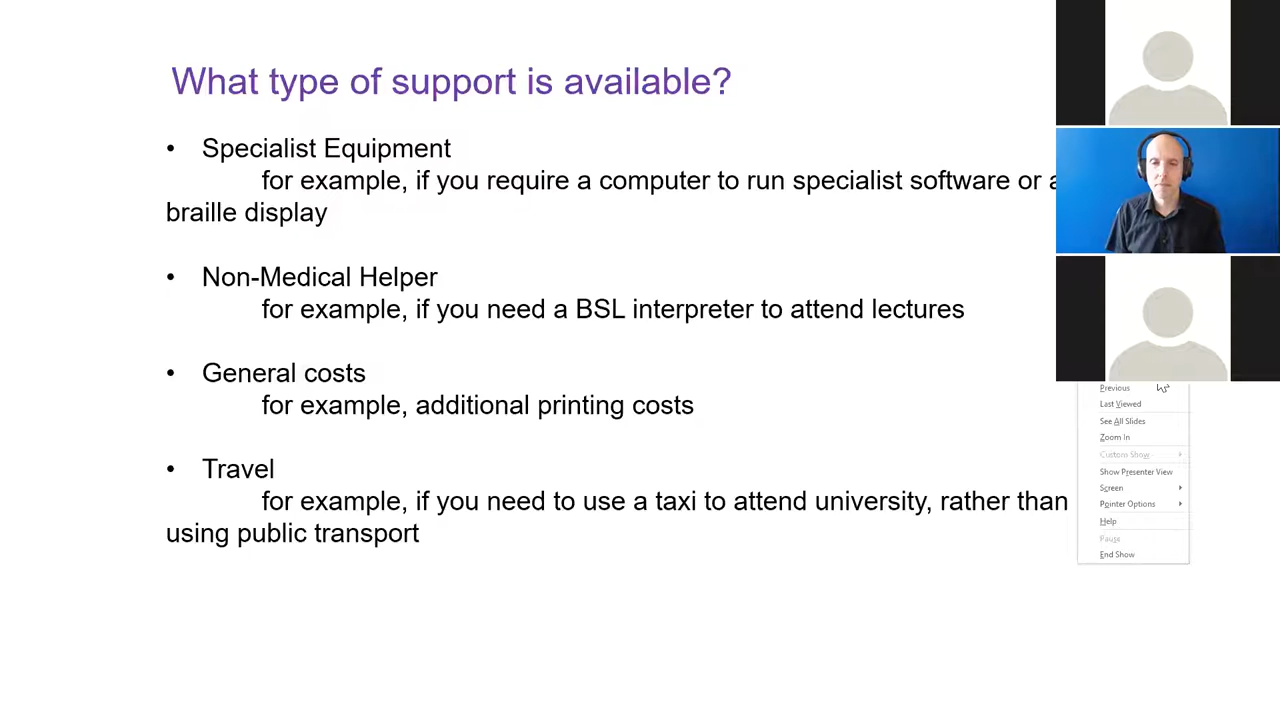 What type of support is available?
• Specialist Equipment
for example, if you require a computer to run specialist software or a
braille display
• Non-Medical Helper
for example, if you need a BSL interpreter to attend lectures
• General costs
for example, additional printing costs
• Travel
for example, if you need to use a taxi to attend university, rather than
using public transport
Previous
Last Viewed
See All Slides
Zoom In
Custom Show
Show Presenter View
Screen
Pointer Options
Help
Pause
End Show